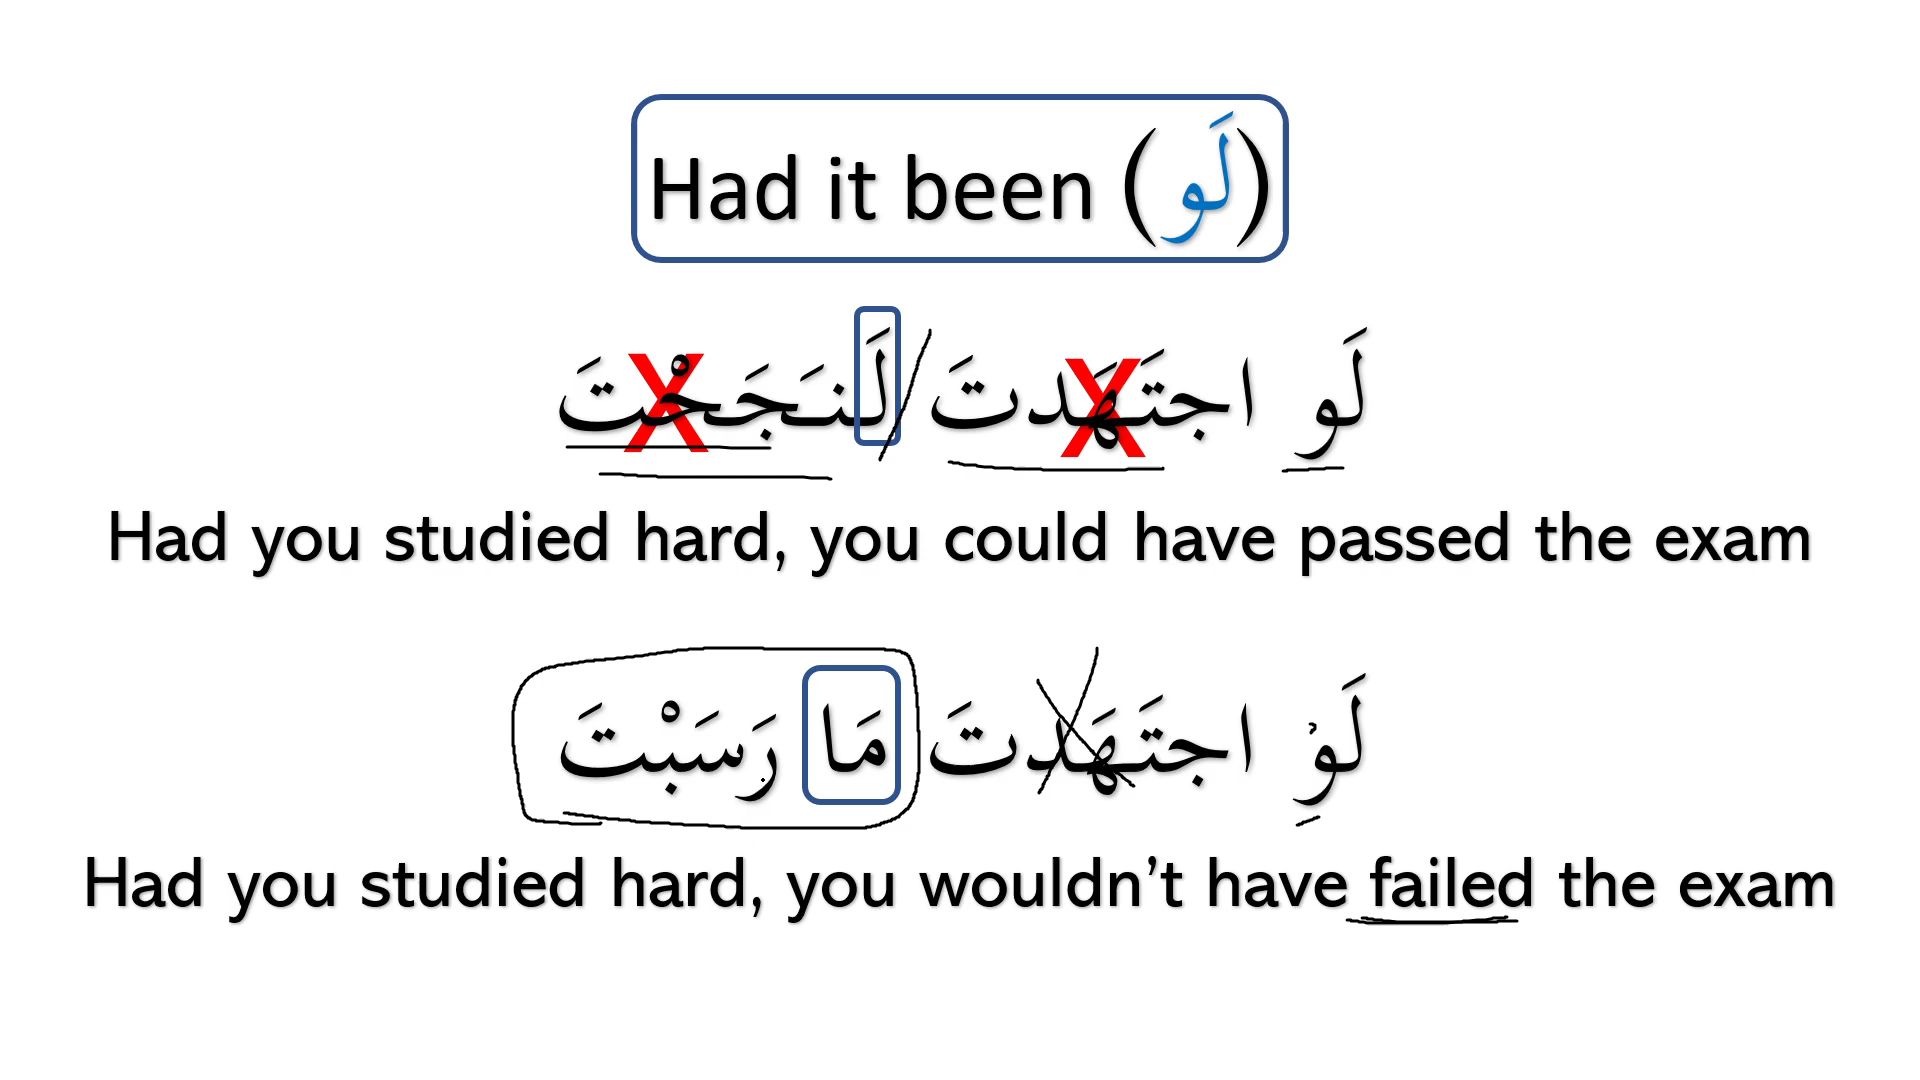 Had it been (لَو)
لَو اجتَهَدتَ لَنـَجَحْتَ
Had you studied hard, you could have passed the exam
لَوْ اجتَهَدتَ مَا رَسَبْتَ
Had you studied hard, you wouldn’t have failed the exam